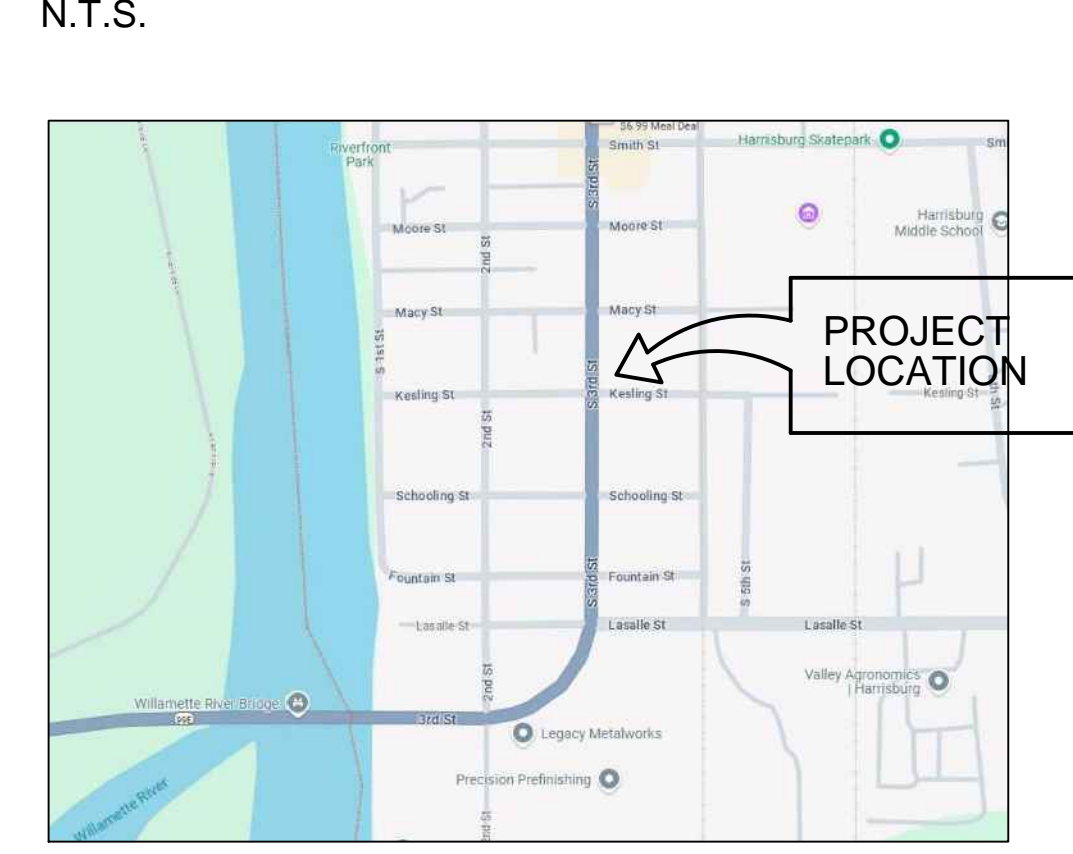 N.T.S.
$6.99 Meal Deal
Riverfront
Park
Smith St
Harrisburg Skatepark
Sm
S 3rd St
Moore St
Moore St
2nd St
Harrisburg
Middle School
Macy St
Macy St
S 1st St
PROJECT
LOCATION
S 3rd St
Kesling St
Kesling St
Kesling St
2nd St
Schooling St
Schooling St
Fountain St
S 3rd St
Fountain St
S 5th St
Lasalle St
Lasalle St
Lasalle St
2nd St
Valley Agronomics
| Harrisburg
Willamette River Bridge
99E
3rd St
Legacy Metalworks
Precision Prefinishing
Willamette River
2nd St